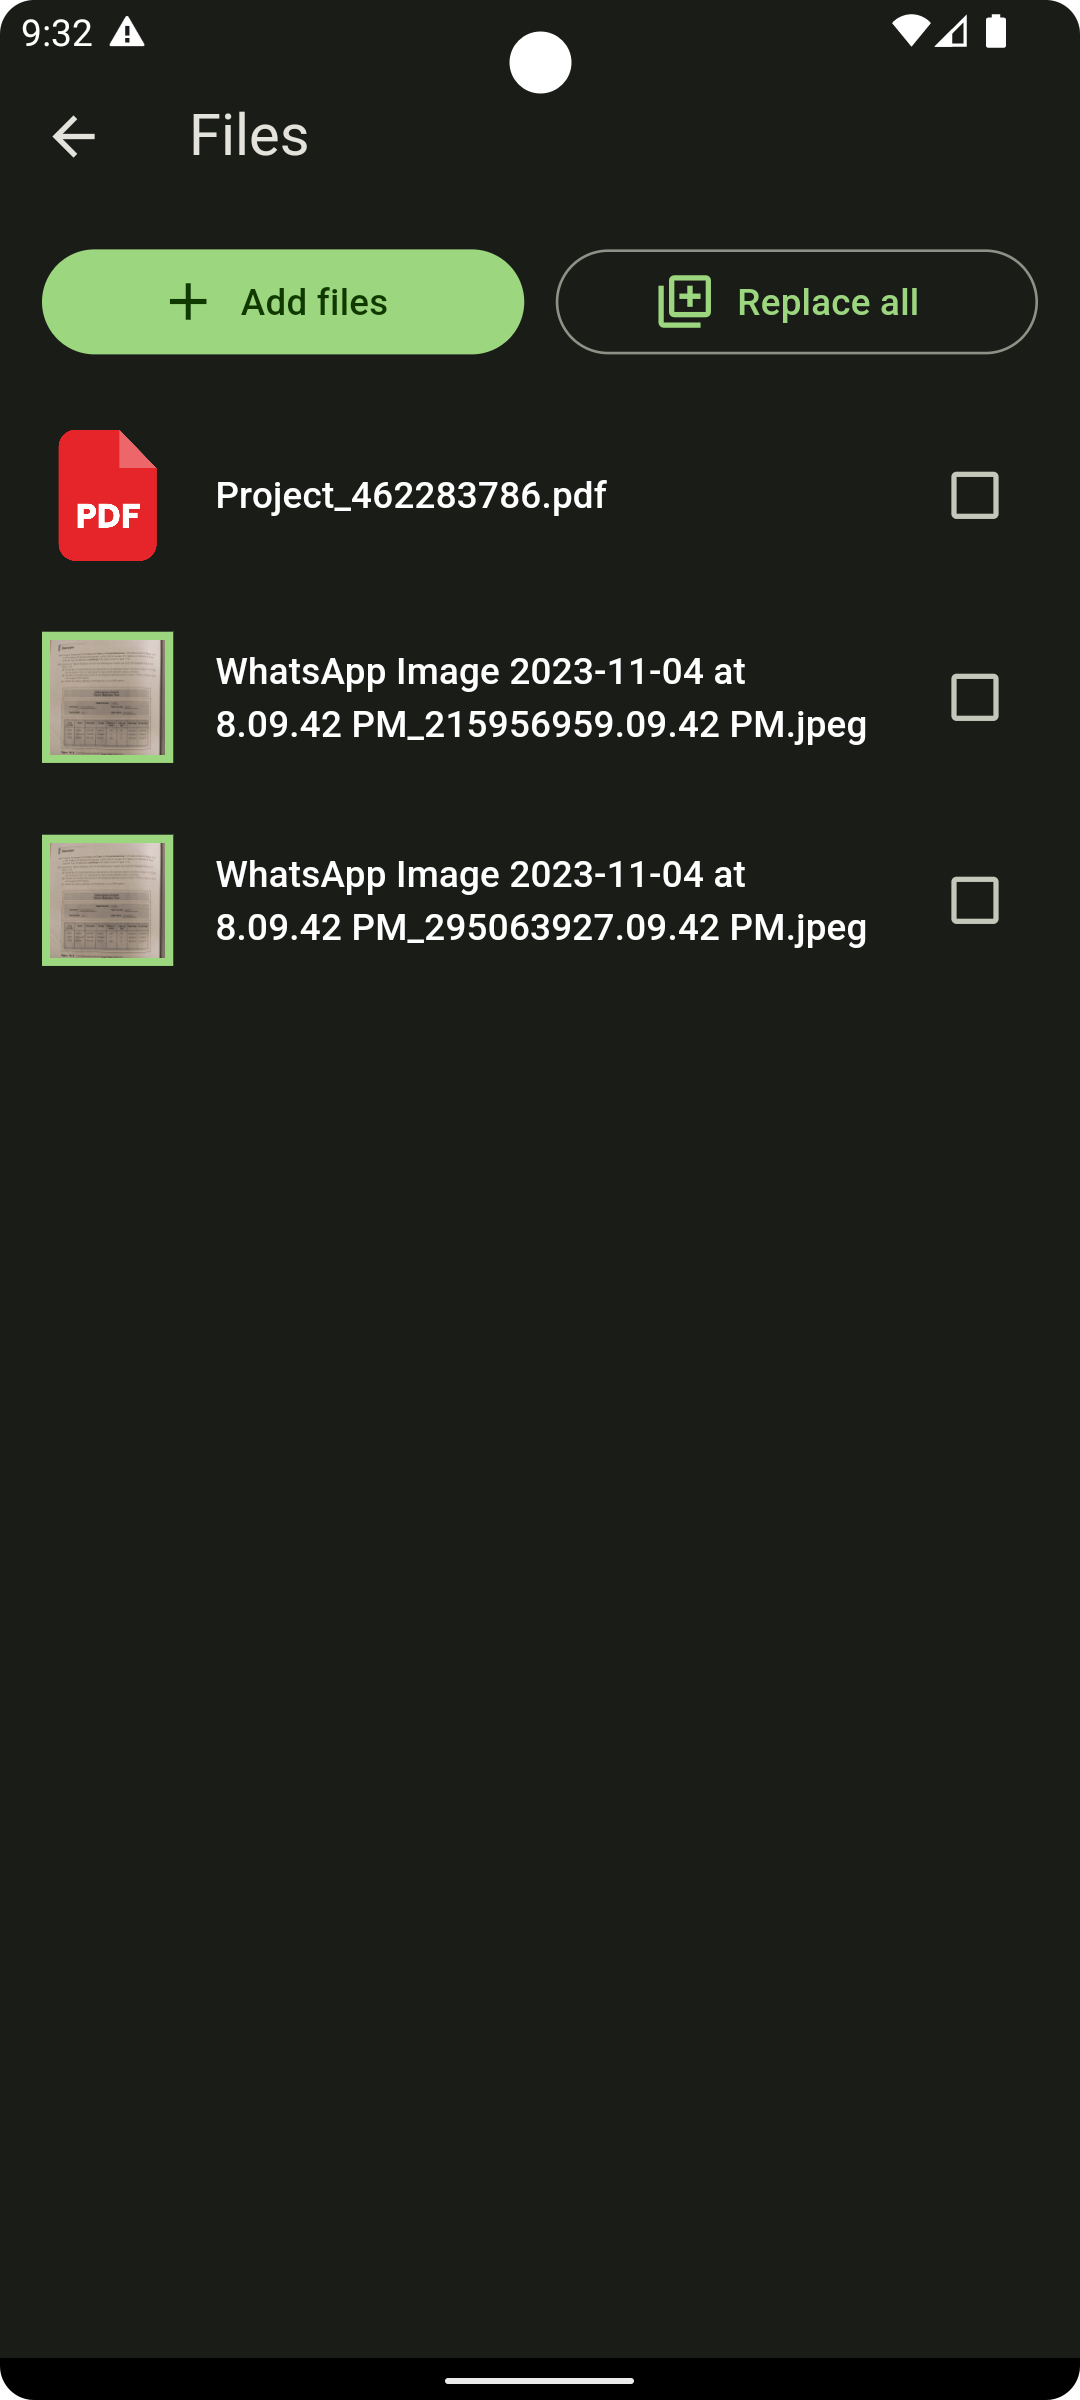 9:32
Files
Add files
Replace all
PDF
Project_462283786.pdf
WhatsApp Image 2023-11-04 at
8.09.42 PM_215956959.09.42 PM.jpeg
WhatsApp Image 2023-11-04 at
8.09.42 PM_295063927.09.42 PM.jpeg